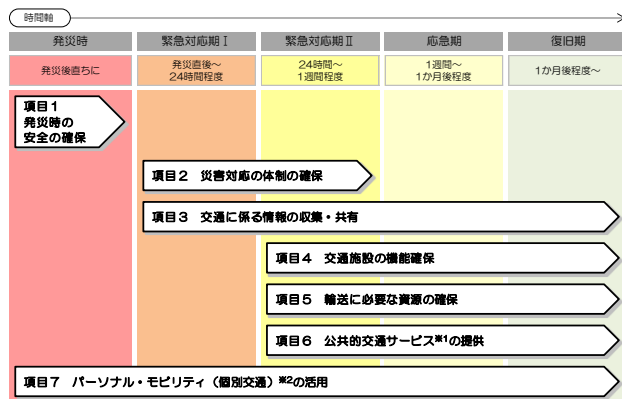 時間軸
発災時
緊急対応期Ⅰ
緊急対応期Ⅱ
応急期
復旧期
発災後直ちに
発災直後～
24時間程度
24時間～
1週間程度
1週間～
1か月後程度
1か月後程度～
項目1
発災時の
安全の確保
項目2 災害対応の体制の確保
項目3 交通に係る情報の収集・共有
項目4 交通施設の機能確保
項目5 輸送に必要な資源の確保
項目6 公共的交通サービス※1の提供
項目7 パーソナル・モビリティ（個別交通）※2の活用